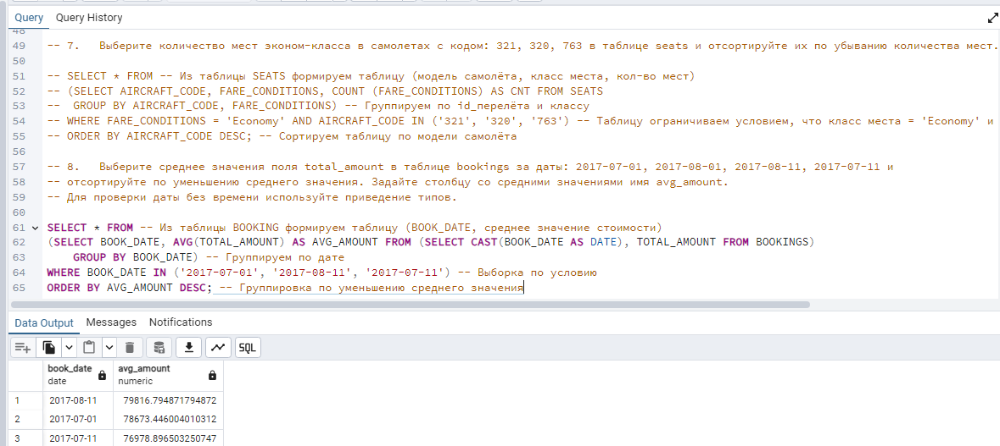 Query Query History
48
49 -- 7. Выберите количество мест эконом-класса в самолетах с кодом: 321, 320, 763 в таблице seats и отсортируйте их по убыванию количества мест.
50
51 -- SELECT * FROM -- Из таблицы SEATS формируем таблицу (модель самолёта, класс места, кол-во мест)
52 -- (SELECT AIRCRAFT_CODE, FARE_CONDITIONS, COUNT (FARE_CONDITIONS) AS CNT FROM SEATS
53 -- GROUP BY AIRCRAFT_CODE, FARE_CONDITIONS) -- Группируем по id_перелёта и классу
54 -- WHERE FARE_CONDITIONS = 'Economy' AND AIRCRAFT_CODE IN ('321', '320', '763') -- Таблицу ограничиваем условием, что класс места = 'Economy' и
55 -- ORDER BY AIRCRAFT_CODE DESC; -- Сортируем таблицу по модели самолёта
56
57 -- 8. Выберите среднее значения поля total_amount в таблице bookings за даты: 2017-07-01, 2017-08-01, 2017-08-11, 2017-07-11 и
58 -- отсортируйте по уменьшению среднего значения. Задайте столбцу со средними значениями имя avg_amount.
59 -- Для проверки даты без времени используйте приведение типов.
60
61 SELECT * FROM -- Из таблицы BOOKING формируем таблицу (BOOK_DATE, среднее значение стоимости)
62 (SELECT BOOK_DATE, AVG(TOTAL_AMOUNT) AS AVG_AMOUNT FROM (SELECT CAST(BOOK_DATE AS DATE), TOTAL_AMOUNT FROM BOOKINGS)
63 GROUP BY BOOK_DATE) -- Группируем по дате
64 WHERE BOOK_DATE IN ('2017-07-01', '2017-08-11', '2017-07-11') -- Выборка по условию
65 ORDER BY AVG_AMOUNT DESC; -- Группировка по уменьшению среднего значения
Data Output Messages Notifications
SQL
book_date avg_amount
date numeric
1 2017-08-11 79816.794871794872
2 2017-07-01 78673.446004010312
3 2017-07-11 76978.896503250747